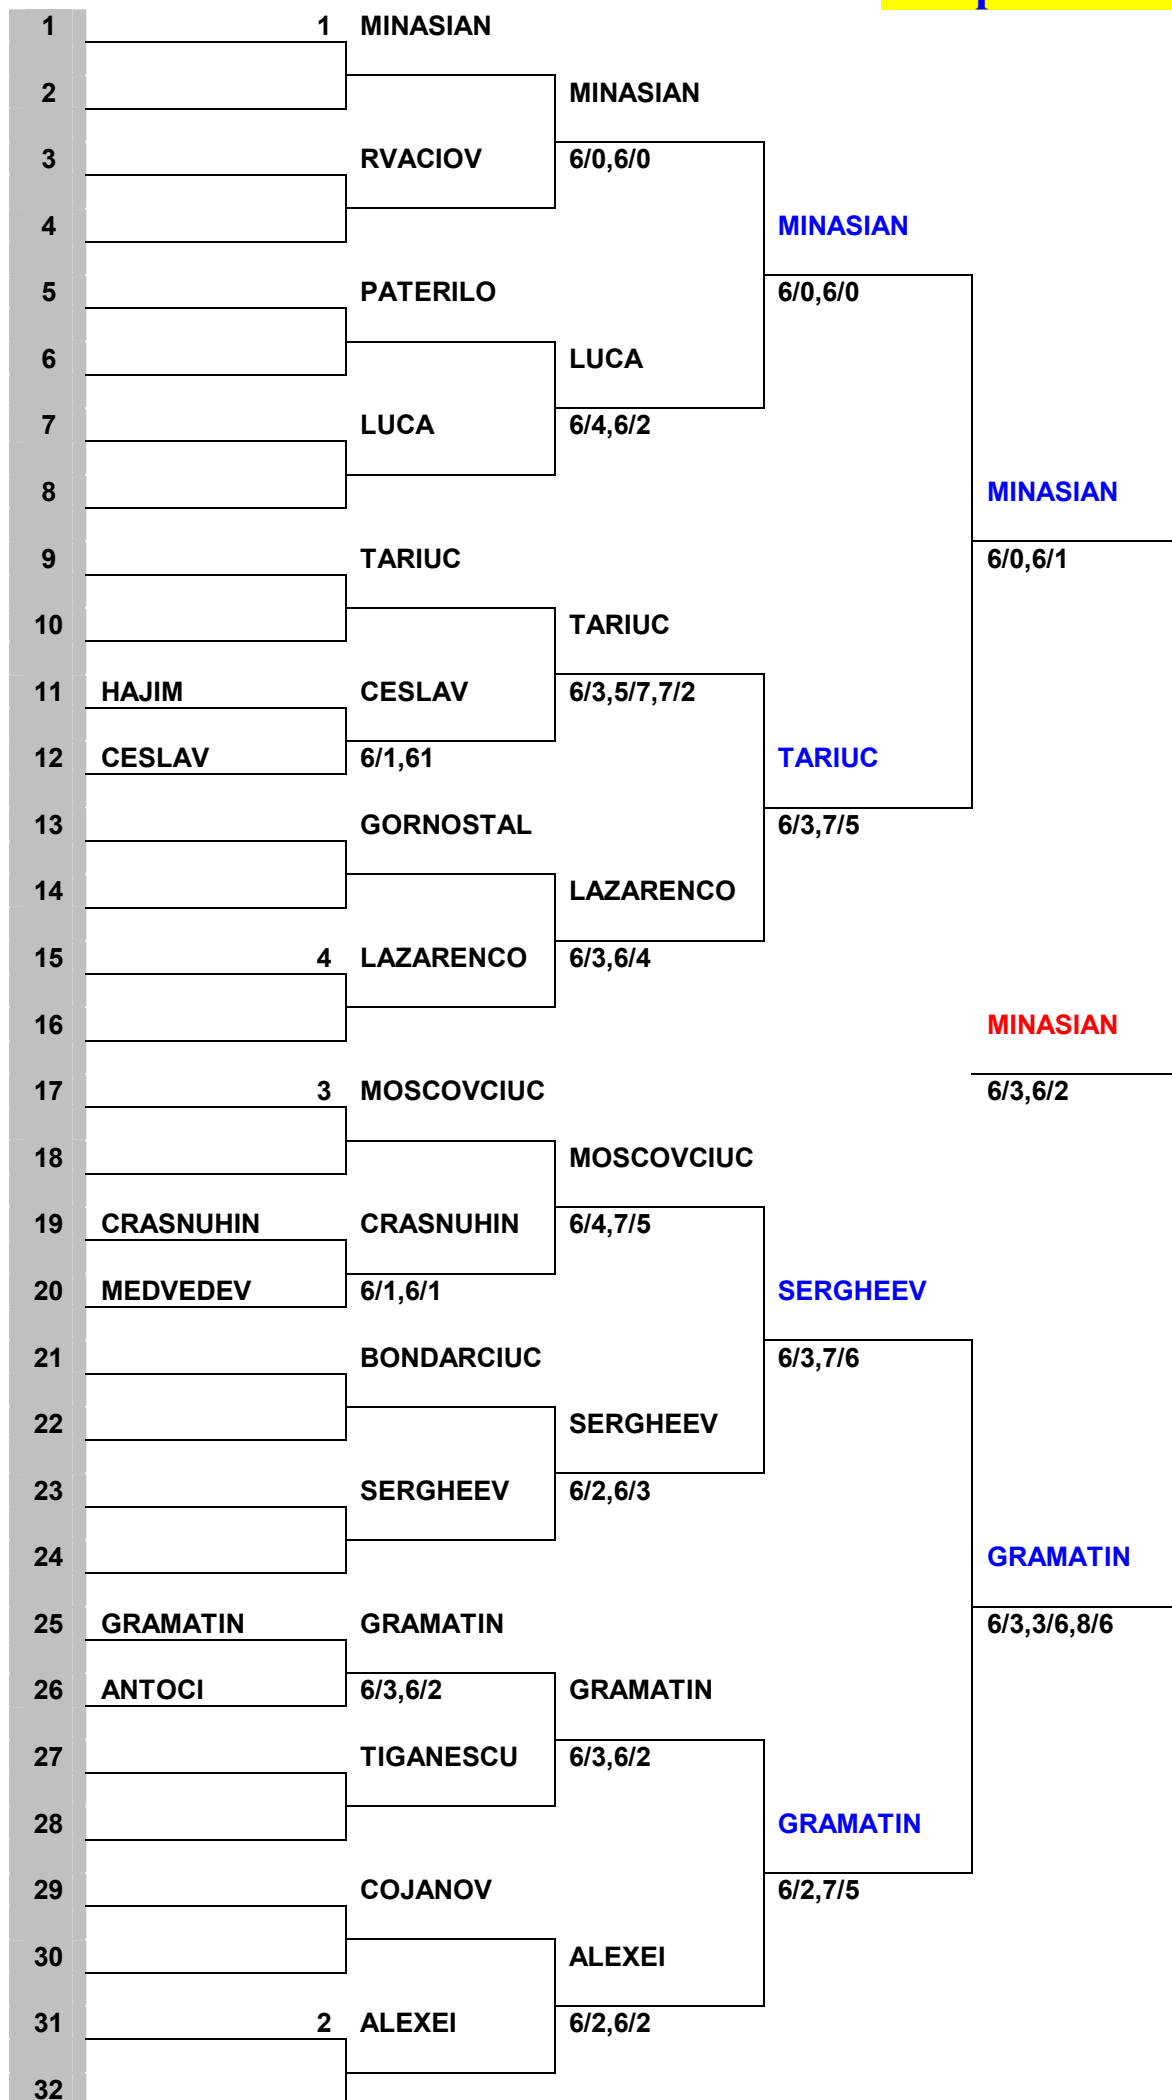 1 1 MINASIAN
2 MINASIAN
3 RVACIOV 6/0,6/0
4 MINASIAN
5 PATERILO 6/0,6/0
6 LUCA
7 LUCA 6/4,6/2
8 MINASIAN
9 TARIUC 6/0,6/1
10 TARIUC
11 HAJIM CESLAV 6/3,5/7,7/2
12 CESLAV 6/1,61 TARIUC
13 GORNOSTAL 6/3,7/5
14 LAZARENCO
15 4 LAZARENCO 6/3,6/4
16 MINASIAN
17 3 MOSCOVCIUC 6/3,6/2
18 MOSCOVCIUC
19 CRASNUHIN CRASNUHIN 6/4,7/5
20 MEDVEDEV 6/1,6/1 SERGHEEV
21 BONDARCIUC 6/3,7/6
22 SERGHEEV
23 SERGHEEV 6/2,6/3
24 GRAMATIN
25 GRAMATIN GRAMATIN 6/3,3/6,8/6
26 ANTOCI 6/3,6/2 GRAMATIN
27 TIGANESCU 6/3,6/2
28 GRAMATIN
29 COJANOV 6/2,7/5
30 ALEXEI
31 2 ALEXEI 6/2,6/2
32